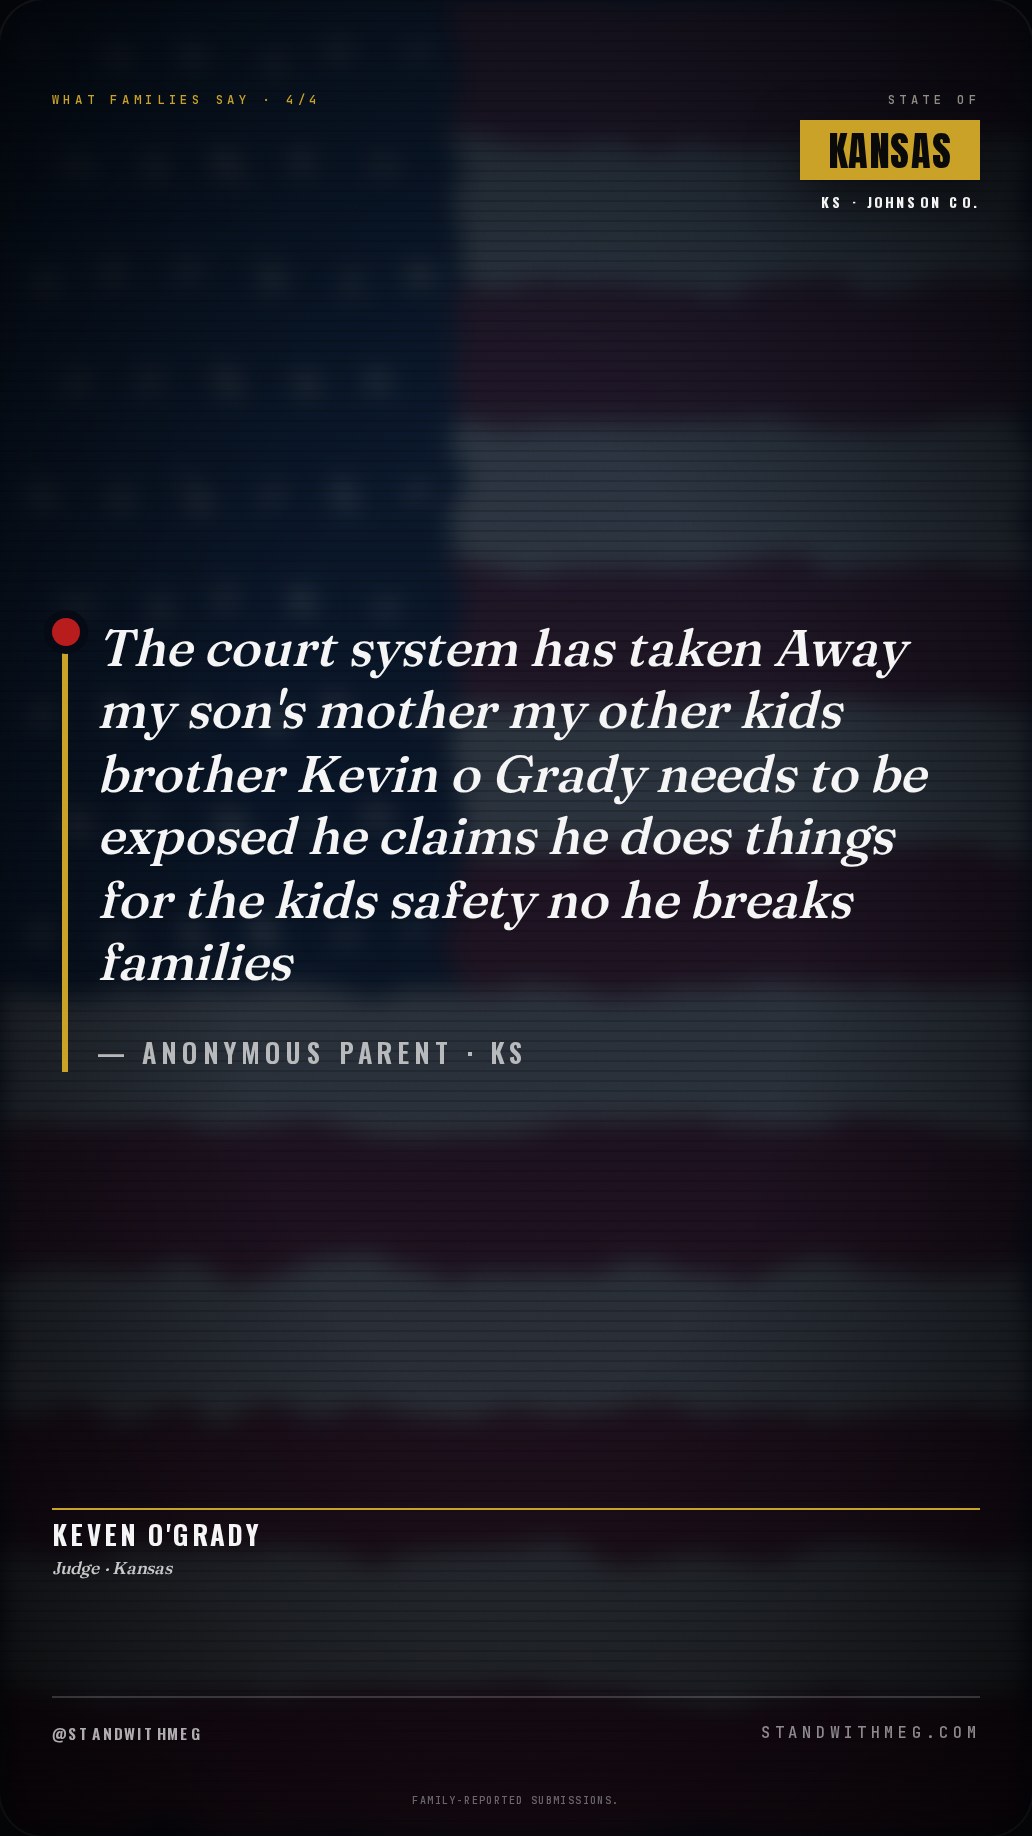 WHAT FAMILIES SAY · 4/4
STATE OF
KANSAS
KS · JOHNSON CO.
The court system has taken Away
my son's mother my other kids
brother Kevin o Grady needs to be
exposed he claims he does things
for the kids safety no he breaks
families
— ANONYMOUS PARENT · KS
KEVEN O'GRADY
Judge · Kansas
@STANDWITHMEG
STANDWITHMEG.COM
FAMILY-REPORTED SUBMISSIONS.